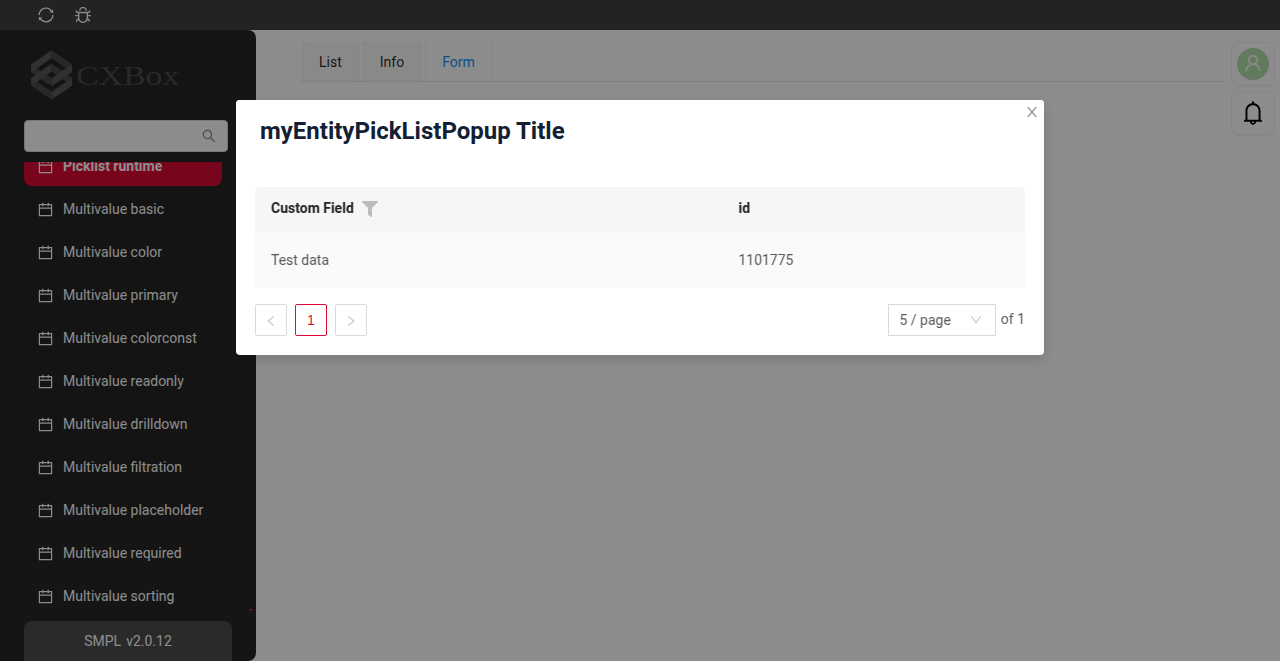 CXBox
List Info Form
myEntityPickListPopup Title
Custom Field id
Test data 1101775
1
5 / page of 1
Picklist runtime
Multivalue basic
Multivalue color
Multivalue primary
Multivalue colorconst
Multivalue readonly
Multivalue drilldown
Multivalue filtration
Multivalue placeholder
Multivalue required
Multivalue sorting
SMPL v2.0.12